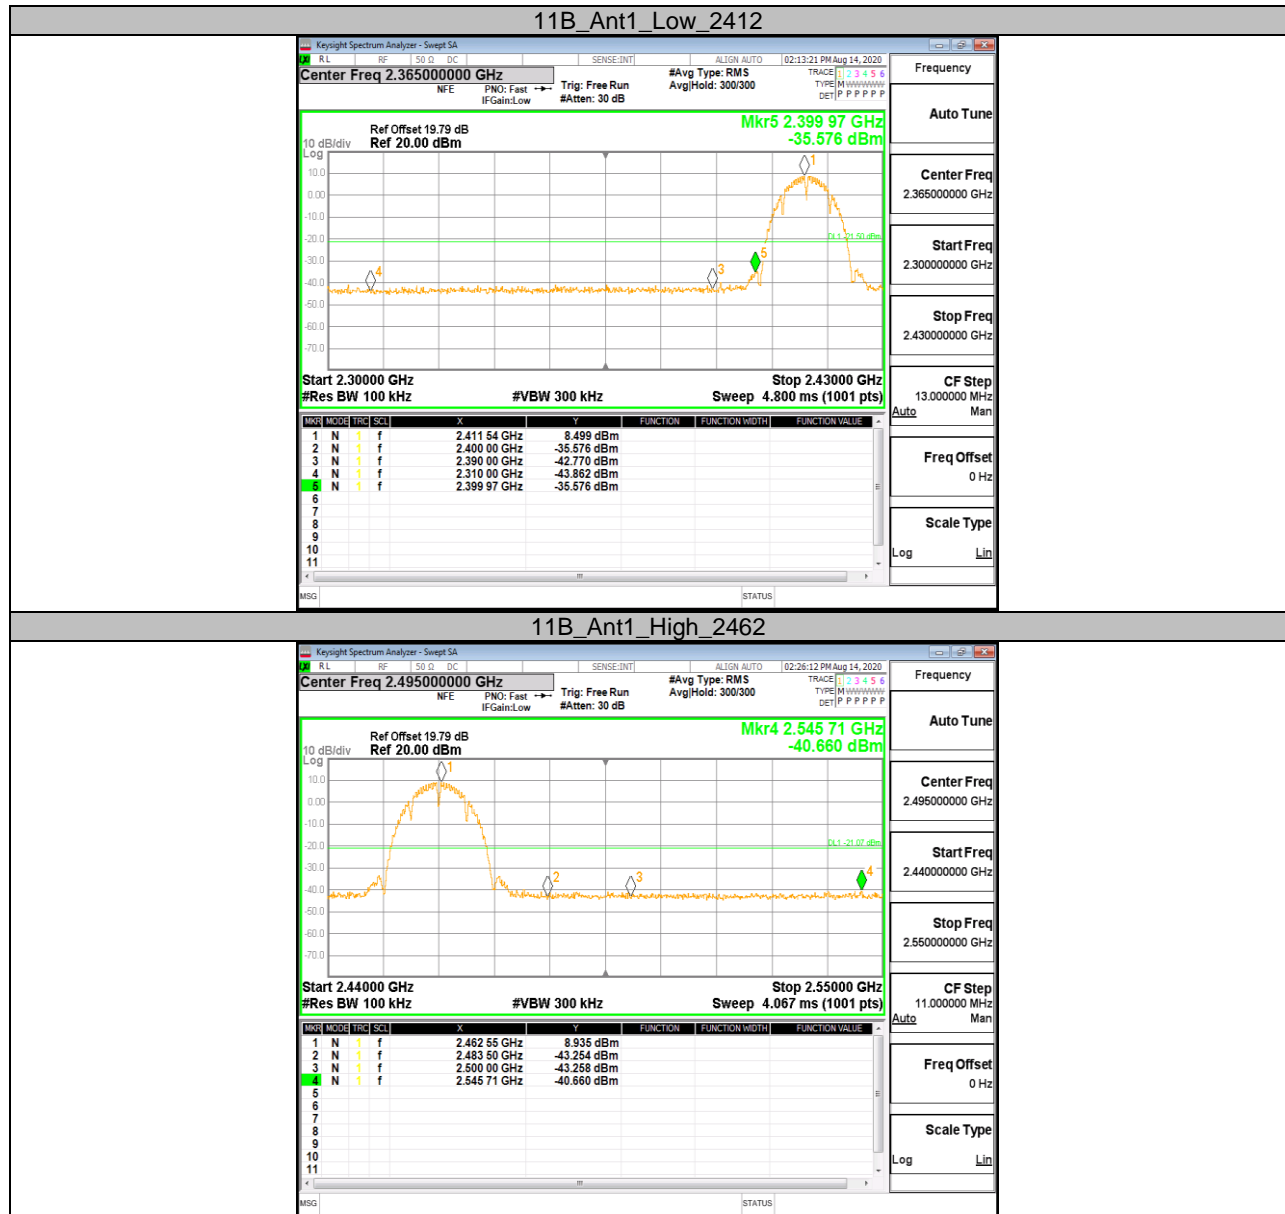 11B_Ant1_Low_2412
Keysight Spectrum Analyzer - Swept SA
RL RF 50 Ω DC SENSE:INT ALIGN AUTO 02:13:21 PM Aug 14, 2020
Center Freq 2.365000000 GHz
NFE PNO: Fast Trig: Free Run #Avg Type: RMS TRACE 1 2 3 4 5 6
IFGain:Low #Atten: 30 dB Avg|Hold: 300/300 TYPE M WWWWW
DET P P P P P P
Frequency
Auto Tune
Center Freq
2.365000000 GHz
Start Freq
2.300000000 GHz
Stop Freq
2.430000000 GHz
CF Step
13.000000 MHz
Auto Man
Freq Offset
0 Hz
Scale Type
Log Lin
Mkr5 2.399 97 GHz
-35.576 dBm
Ref Offset 19.79 dB
10 dB/div Ref 20.00 dBm
Log
10.0
0.00
-10.0
-20.0
-30.0
-40.0
-50.0
-60.0
-70.0
1
DL1 -21.50 dBm
5
3
4
Start 2.30000 GHz Stop 2.43000 GHz
#Res BW 100 kHz #VBW 300 kHz Sweep 4.800 ms (1001 pts)
MKR MODE TRC SCL X Y FUNCTION FUNCTION WIDTH FUNCTION VALUE
1 N 1 f 2.411 54 GHz 8.499 dBm
2 N 1 f 2.400 00 GHz -35.576 dBm
3 N 1 f 2.390 00 GHz -42.770 dBm
4 N 1 f 2.310 00 GHz -43.862 dBm
5 N 1 f 2.399 97 GHz -35.576 dBm
6
7
8
9
10
11
MSG STATUS
11B_Ant1_High_2462
Keysight Spectrum Analyzer - Swept SA
RL RF 50 Ω DC SENSE:INT ALIGN AUTO 02:26:12 PM Aug 14, 2020
Center Freq 2.495000000 GHz
NFE PNO: Fast Trig: Free Run #Avg Type: RMS TRACE 1 2 3 4 5 6
IFGain:Low #Atten: 30 dB Avg|Hold: 300/300 TYPE M WWWWW
DET P P P P P P
Frequency
Auto Tune
Center Freq
2.495000000 GHz
Start Freq
2.440000000 GHz
Stop Freq
2.550000000 GHz
CF Step
11.000000 MHz
Auto Man
Freq Offset
0 Hz
Scale Type
Log Lin
Mkr4 2.545 71 GHz
-40.660 dBm
Ref Offset 19.79 dB
10 dB/div Ref 20.00 dBm
Log
10.0
0.00
-10.0
-20.0
-30.0
-40.0
-50.0
-60.0
-70.0
1
DL1 -21.07 dBm
2
3
4
Start 2.44000 GHz Stop 2.55000 GHz
#Res BW 100 kHz #VBW 300 kHz Sweep 4.067 ms (1001 pts)
MKR MODE TRC SCL X Y FUNCTION FUNCTION WIDTH FUNCTION VALUE
1 N 1 f 2.462 55 GHz 8.935 dBm
2 N 1 f 2.483 50 GHz -43.254 dBm
3 N 1 f 2.500 00 GHz -43.258 dBm
4 N 1 f 2.545 71 GHz -40.660 dBm
5
6
7
8
9
10
11
MSG STATUS